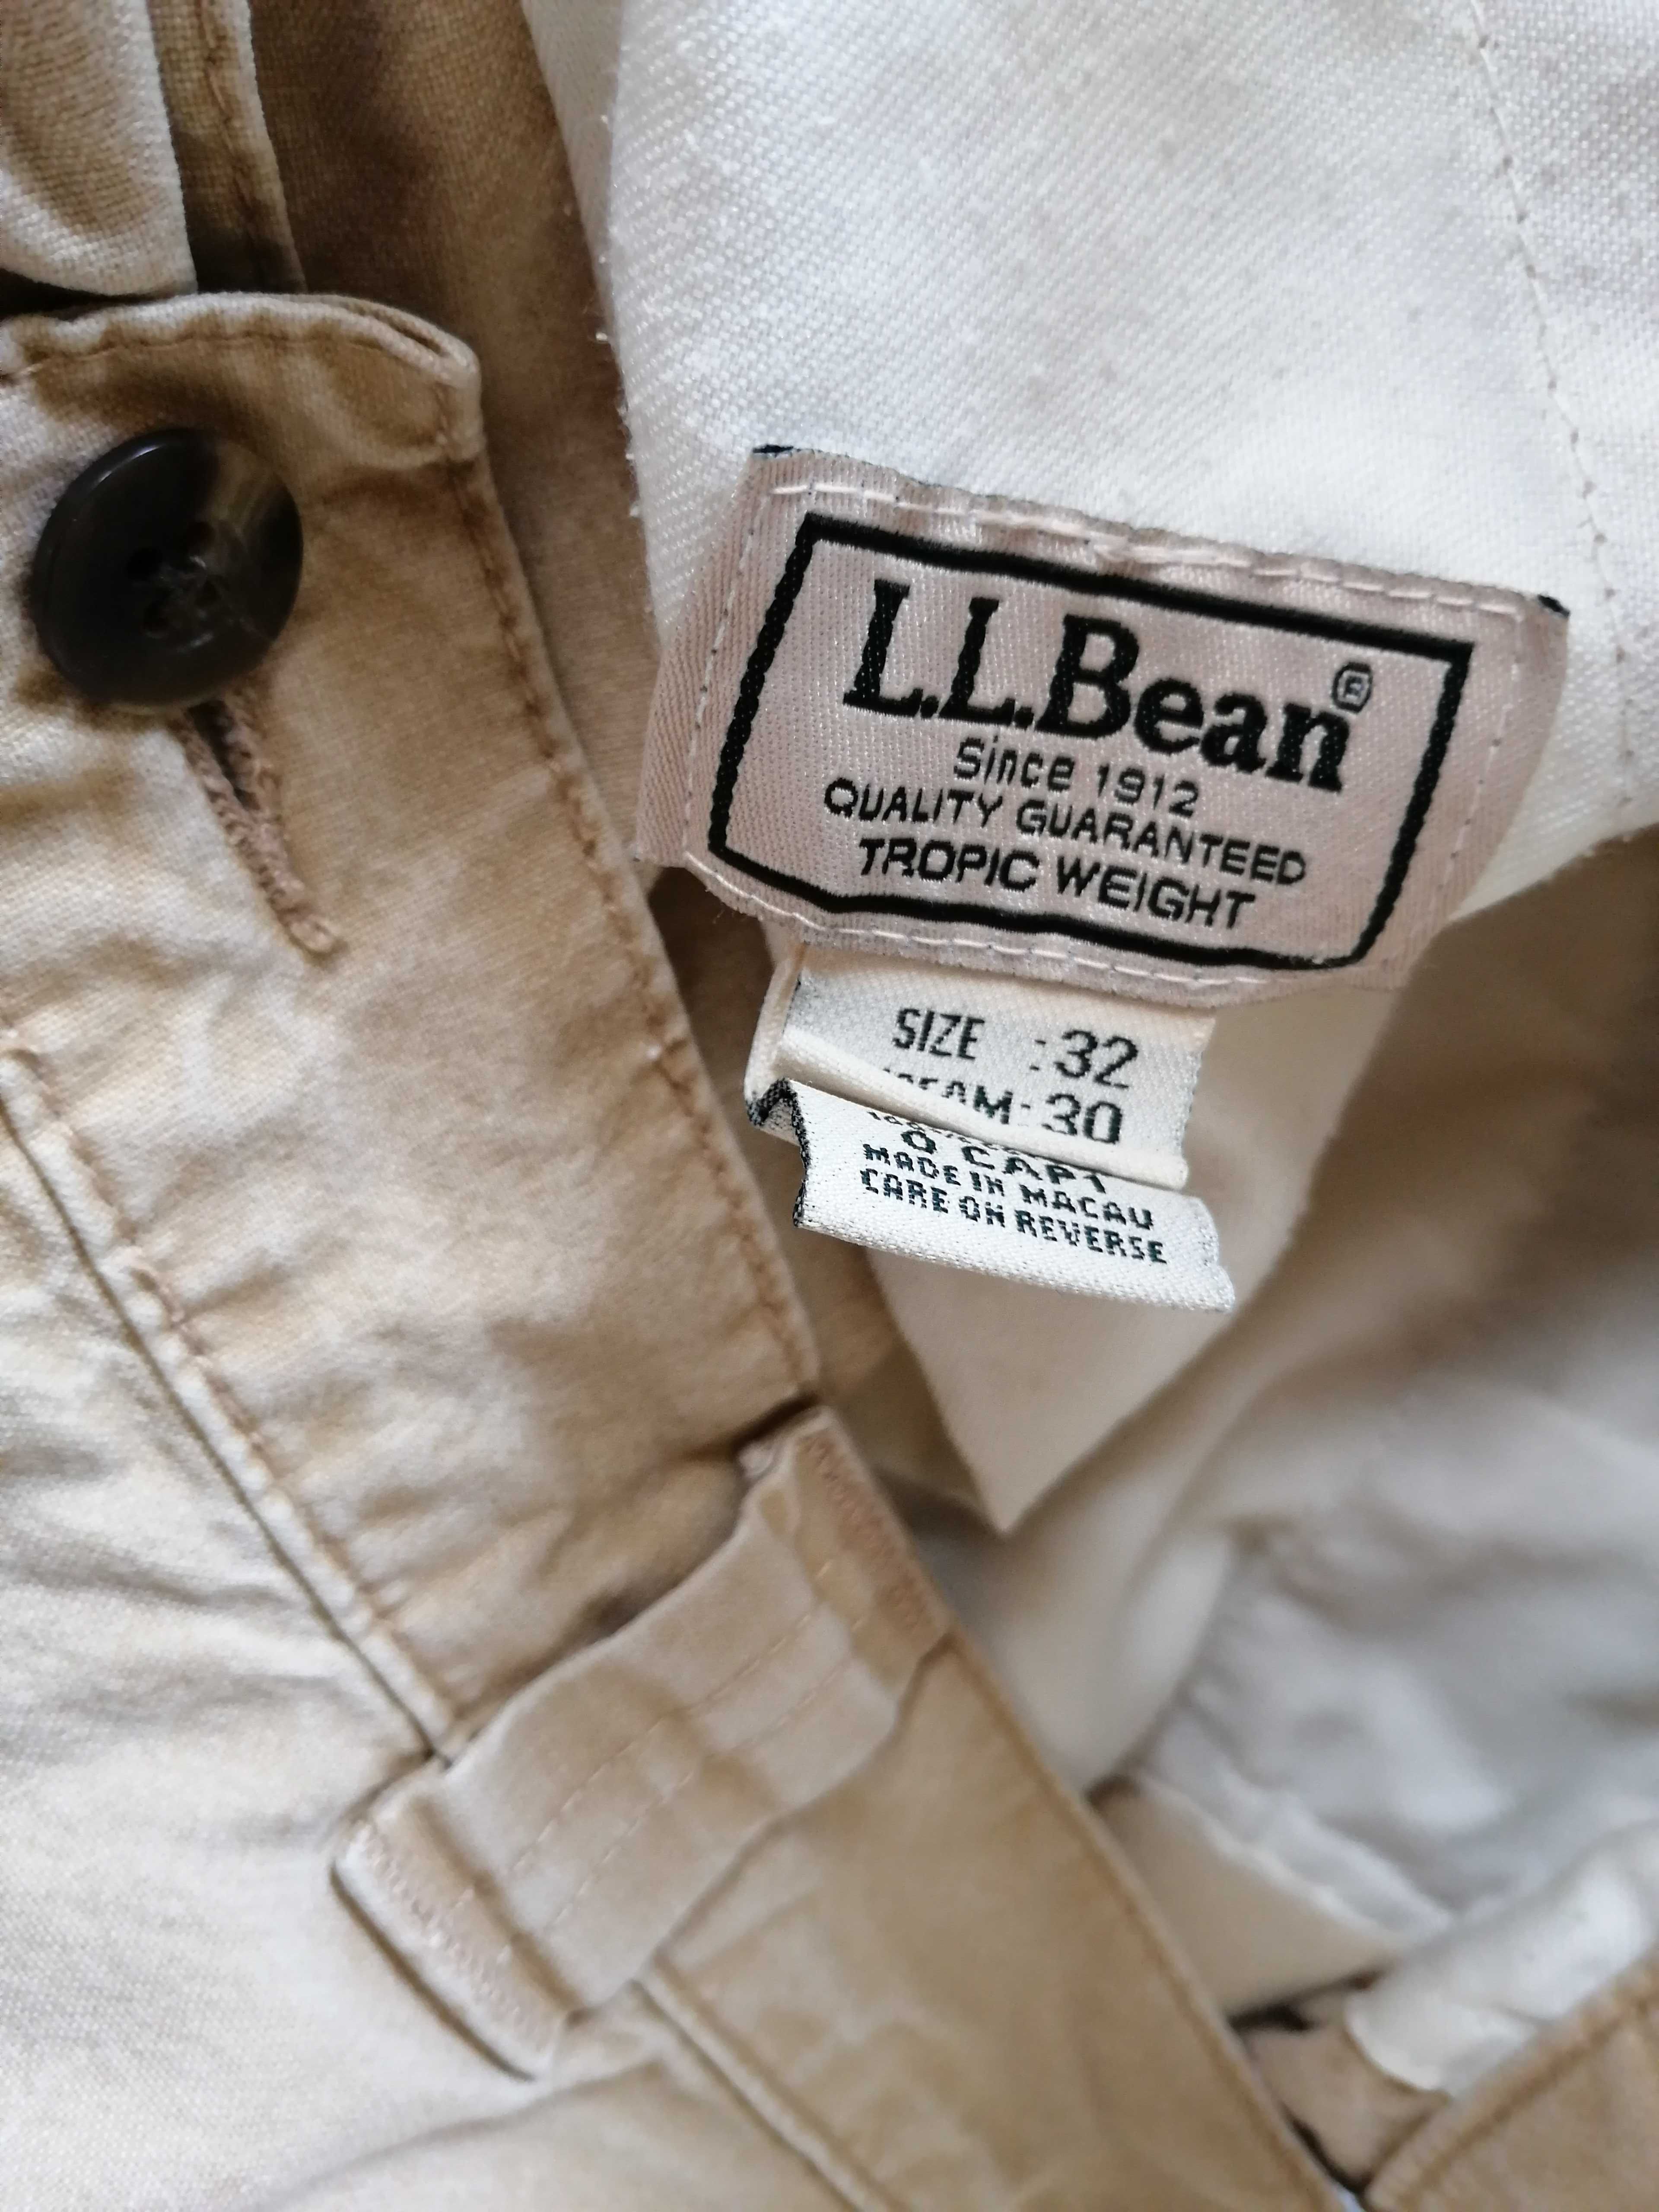 L.L.Bean®
Since 1912
QUALITY GUARANTEED
TROPIC WEIGHT
SIZE : 32
: 30
MADE IN MACAU
CARE ON REVERSE